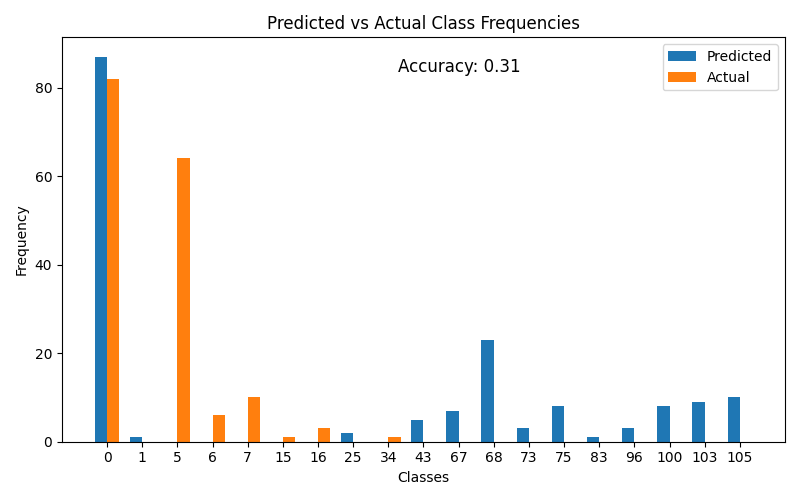 Predicted vs Actual Class Frequencies
Accuracy: 0.31
Predicted
Actual
Frequency
80
60
40
20
0
0 1 5 6 7 15 16 25 34 43 67 68 73 75 83 96 100 103 105
Classes